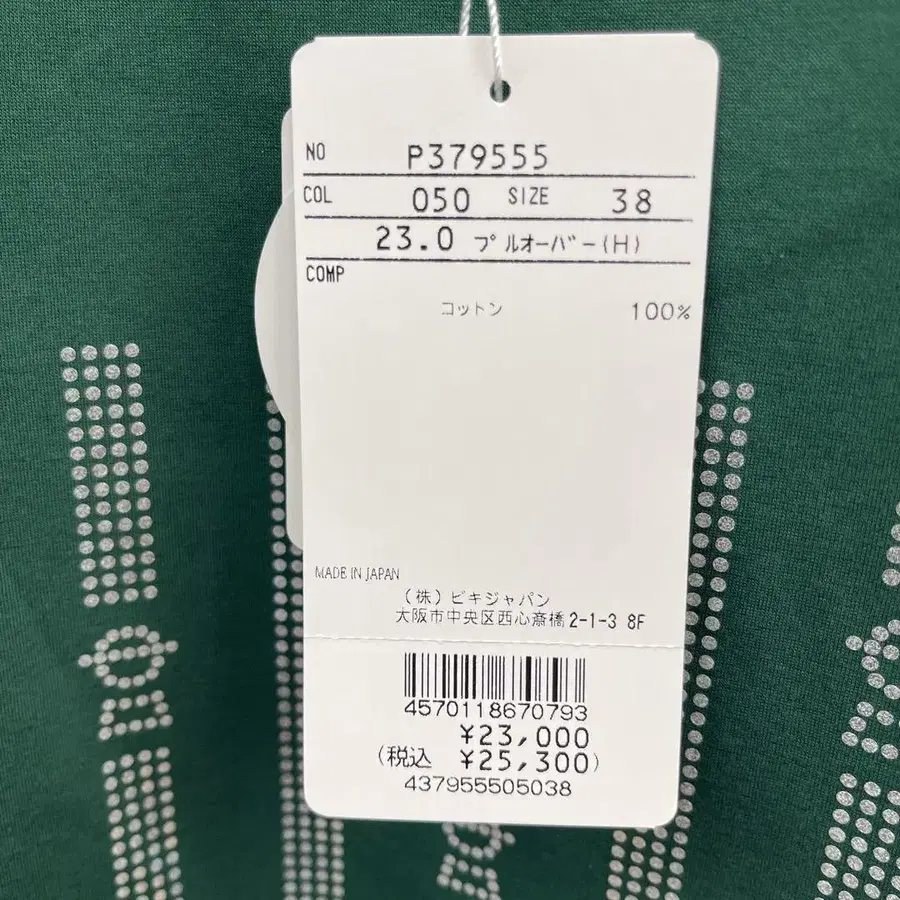 NO P379555
COL 050 SIZE 38
23.0 プルオーバー(H)
COMP
コットン 100%
MADE IN JAPAN
(株)ビキジャパン
大阪市中央区西心斎橋2-1-3 8F
4570118670793
¥23,000
(税込 ¥25,300)
437955505038